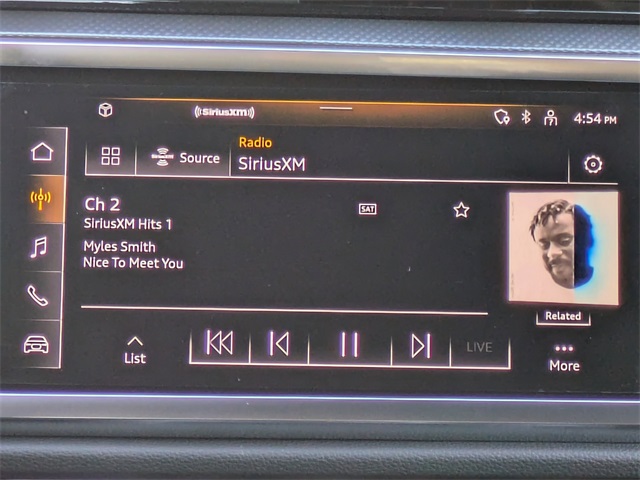 ((SiriusXM))
4:54 PM
Radio
Source
SiriusXM
Ch 2
SAT
SiriusXM Hits 1
Myles Smith
Nice To Meet You
Related
List
LIVE
More